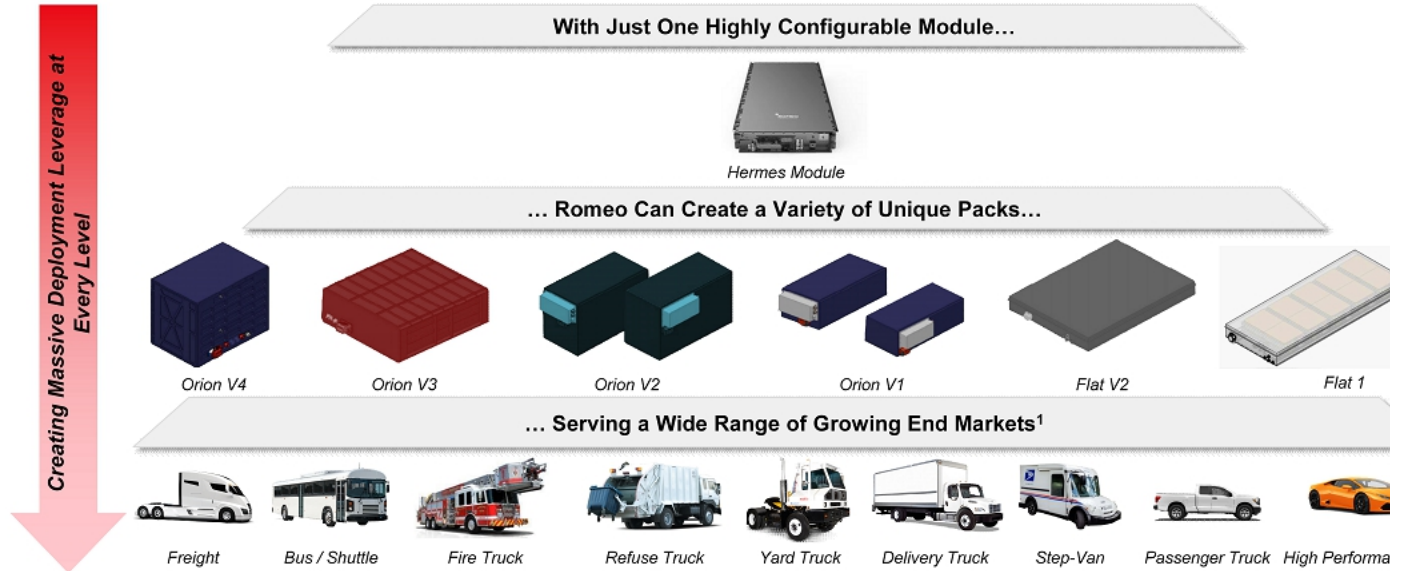 Creating Massive Deployment Leverage at
Every Level
With Just One Highly Configurable Module…
Hermes Module
… Romeo Can Create a Variety of Unique Packs…
Orion V4
Orion V3
Orion V2
Orion V1
Flat V2
Flat 1
… Serving a Wide Range of Growing End Markets¹
Freight
Bus / Shuttle
Fire Truck
Refuse Truck
Yard Truck
Delivery Truck
Step-Van
Passenger Truck
High Performa